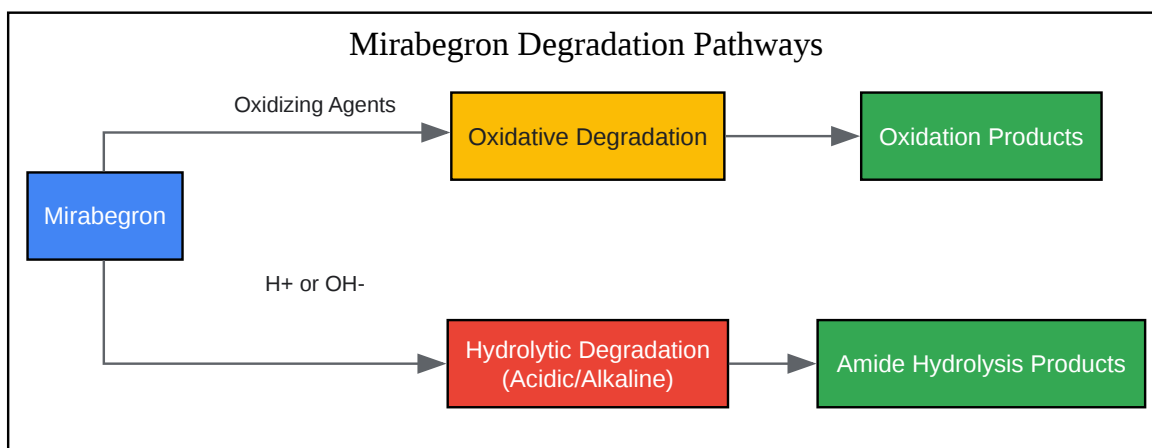 Mirabegron Degradation Pathways
Oxidizing Agents
Oxidative Degradation
Oxidation Products
Mirabegron
H+ or OH-
Hydrolytic Degradation
(Acidic/Alkaline)
Amide Hydrolysis Products